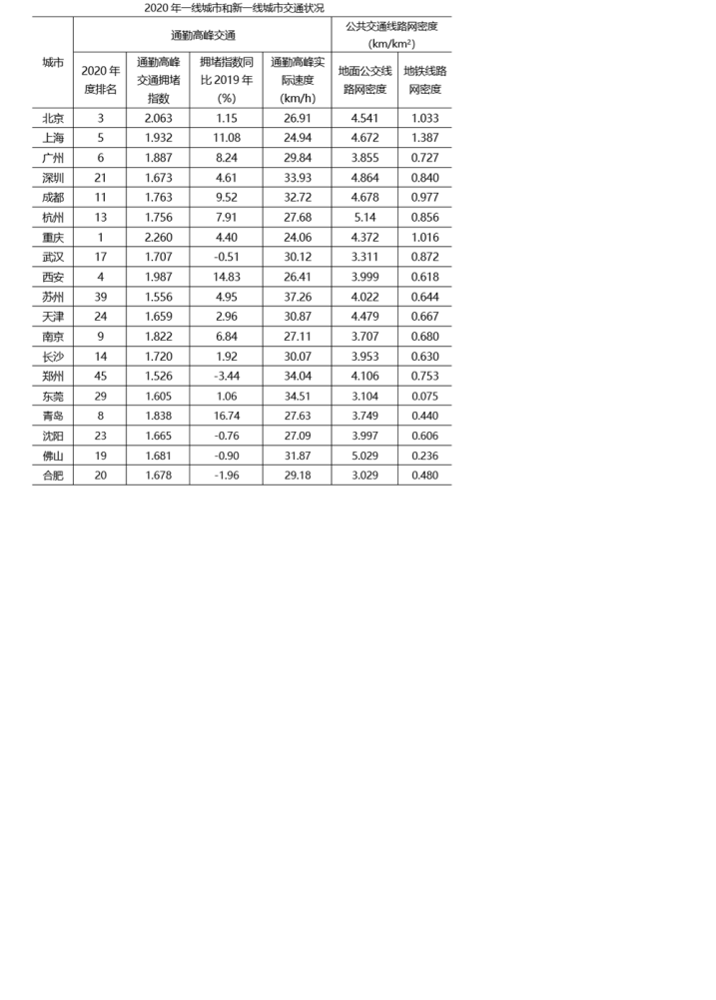 2020 年一线城市和新一线城市交通状况
城市 通勤高峰交通 公共交通线路网密度
(km/km²)
2020 年
度排名 通勤高峰
交通拥堵
指数 拥堵指数同
比 2019 年
(%) 通勤高峰实
际速度
(km/h) 地面公交线
路网密度 地铁线路
网密度
北京 3 2.063 1.15 26.91 4.541 1.033
上海 5 1.932 11.08 24.94 4.672 1.387
广州 6 1.887 8.24 29.84 3.855 0.727
深圳 21 1.673 4.61 33.93 4.864 0.840
成都 11 1.763 9.52 32.72 4.678 0.977
杭州 13 1.756 7.91 27.68 5.14 0.856
重庆 1 2.260 4.40 24.06 4.372 1.016
武汉 17 1.707 -0.51 30.12 3.311 0.872
西安 4 1.987 14.83 26.41 3.999 0.618
苏州 39 1.556 4.95 37.26 4.022 0.644
天津 24 1.659 2.96 30.87 4.479 0.667
南京 9 1.822 6.84 27.11 3.707 0.680
长沙 14 1.720 1.92 30.07 3.953 0.630
郑州 45 1.526 -3.44 34.04 4.106 0.753
东莞 29 1.605 1.06 34.51 3.104 0.075
青岛 8 1.838 16.74 27.63 3.749 0.440
沈阳 23 1.665 -0.76 27.09 3.997 0.606
佛山 19 1.681 -0.90 31.87 5.029 0.236
合肥 20 1.678 -1.96 29.18 3.029 0.480